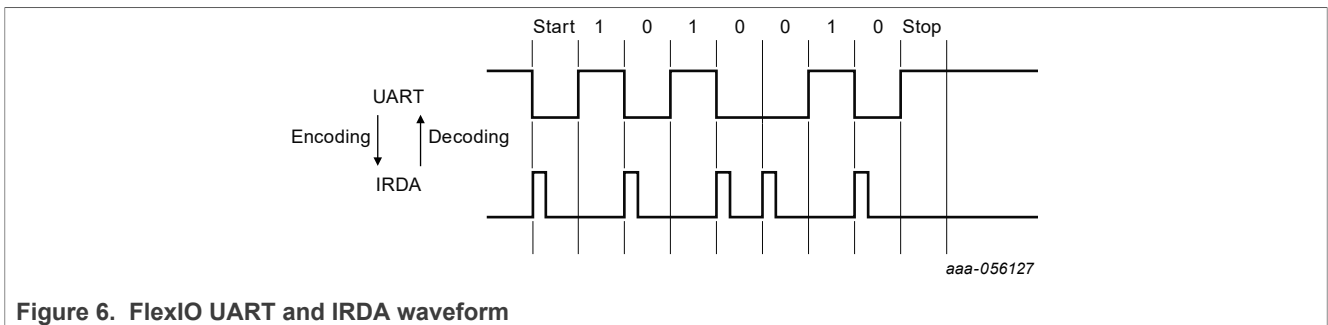 Start 1 0 1 0 0 1 0 Stop
UART
Encoding Decoding
IRDA
aaa-056127
Figure 6. FlexIO UART and IRDA waveform